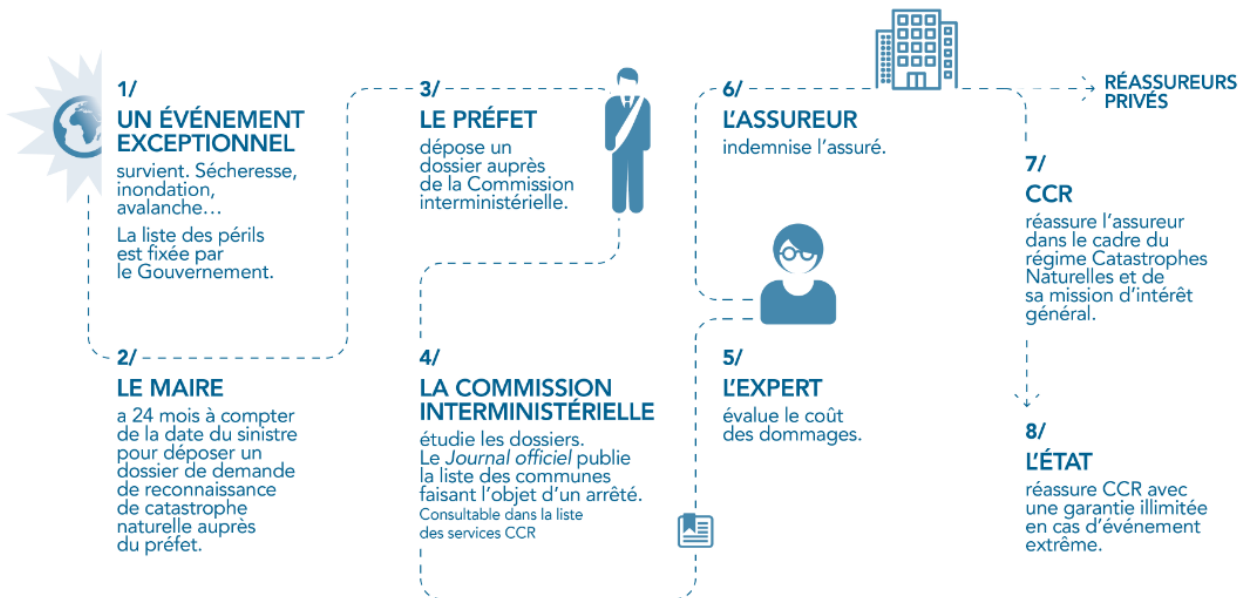 1/
UN ÉVÉNEMENT
EXCEPTIONNEL
survient. Sécheresse,
inondation,
avalanche…
La liste des périls
est fixée par
le Gouvernement.
2/
LE MAIRE
a 24 mois à compter
de la date du sinistre
pour déposer un
dossier de demande
de reconnaissance
de catastrophe
naturelle auprès
du préfet.
3/
LE PRÉFET
dépose un
dossier auprès
de la Commission
interministérielle.
4/
LA COMMISSION
INTERMINISTÉRIELLE
étudie les dossiers.
Le Journal officiel publie
la liste des communes
faisant l'objet d'un arrêté.
Consultable dans la liste
des services CCR
5/
L'EXPERT
évalue le coût
des dommages.
6/
L'ASSUREUR
indemnise l'assuré.
RÉASSUREURS
PRIVÉS
7/
CCR
réassure l'assureur
dans le cadre du
régime Catastrophes
Naturelles et de
sa mission d'intérêt
général.
8/
L'ÉTAT
réassure CCR avec
une garantie illimitée
en cas d'événement
extrême.